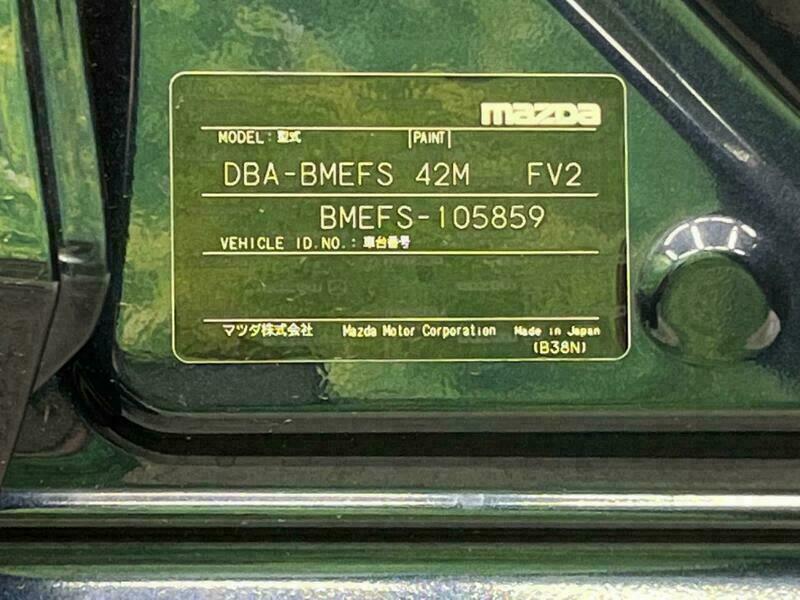 mazda
MODEL: 型式 PAINT
DBA-BMEFS 42M FV2
BMEFS-105859
VEHICLE ID.NO.: 車台番号
マツダ株式会社 Mazda Motor Corporation Made in Japan
(B38N)